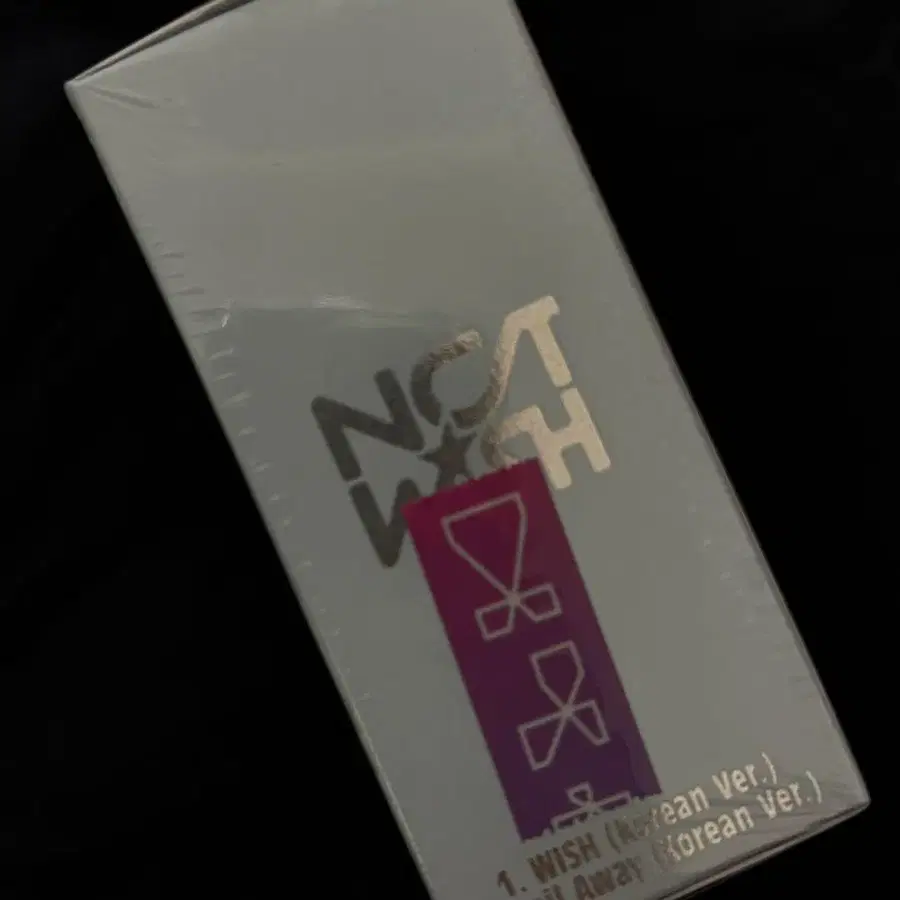 NCT
WISH
1. WISH (Korean Ver.)
Away (Korean Ver.)